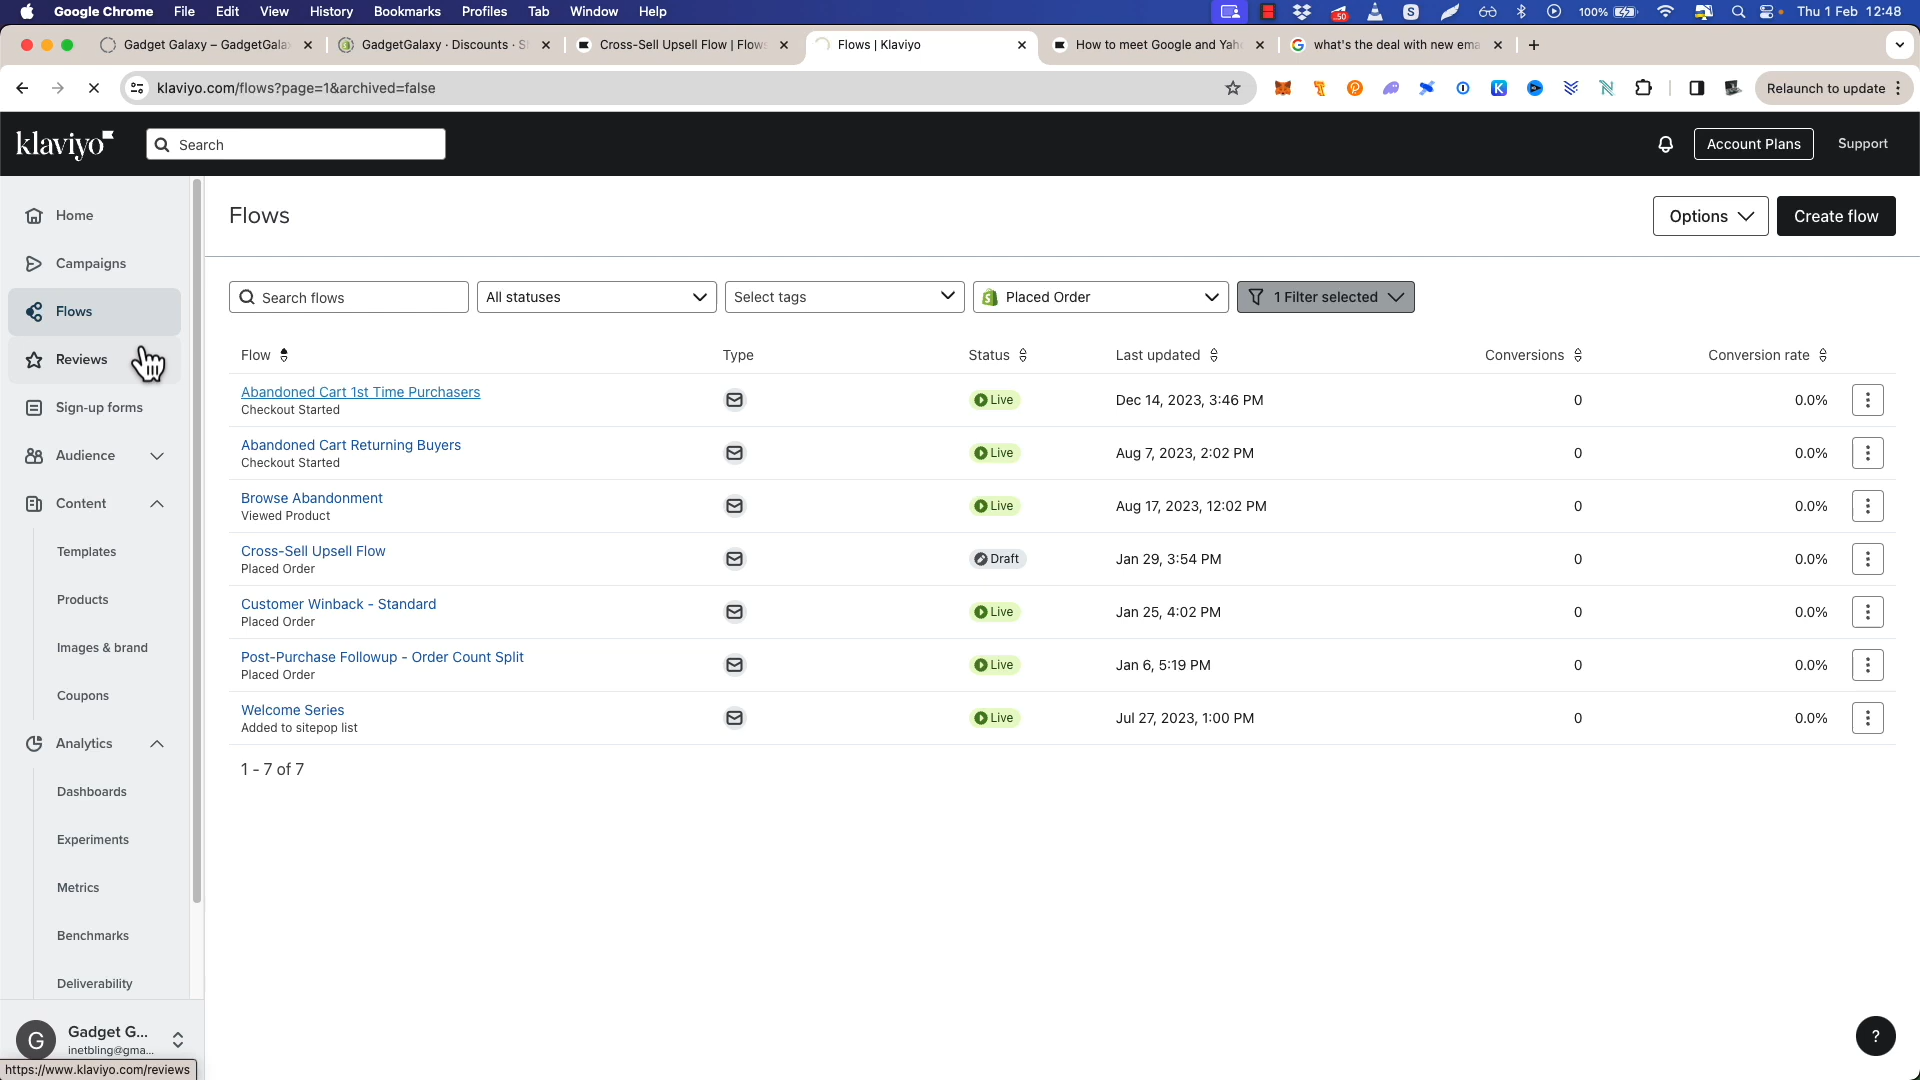 Google Chrome File Edit View History Bookmarks Profiles Tab Window Help 100% Thu 1 Feb 12:48
Gadget Galaxy – GadgetGala GadgetGalaxy · Discounts · S Cross-Sell Upsell Flow | Flow Flows | Klaviyo How to meet Google and Yah what's the deal with new ema
klaviyo.com/flows?page=1&archived=false Relaunch to update
klaviyo Search Account Plans Support
Home
Campaigns
Flows
Reviews
Sign-up forms
Audience
Content
Templates
Products
Images & brand
Coupons
Analytics
Dashboards
Experiments
Metrics
Benchmarks
Deliverability
G Gadget G...
inetbling@gma...
https://www.klaviyo.com/reviews
Flows Options Create flow
Search flows All statuses Select tags Placed Order 1 Filter selected
Flow Type Status Last updated Conversions Conversion rate
Abandoned Cart 1st Time Purchasers Live Dec 14, 2023, 3:46 PM 0 0.0%
Checkout Started
Abandoned Cart Returning Buyers Live Aug 7, 2023, 2:02 PM 0 0.0%
Checkout Started
Browse Abandonment Live Aug 17, 2023, 12:02 PM 0 0.0%
Viewed Product
Cross-Sell Upsell Flow Draft Jan 29, 3:54 PM 0 0.0%
Placed Order
Customer Winback - Standard Live Jan 25, 4:02 PM 0 0.0%
Placed Order
Post-Purchase Followup - Order Count Split Live Jan 6, 5:19 PM 0 0.0%
Placed Order
Welcome Series Live Jul 27, 2023, 1:00 PM 0 0.0%
Added to sitepop list
1 - 7 of 7
?